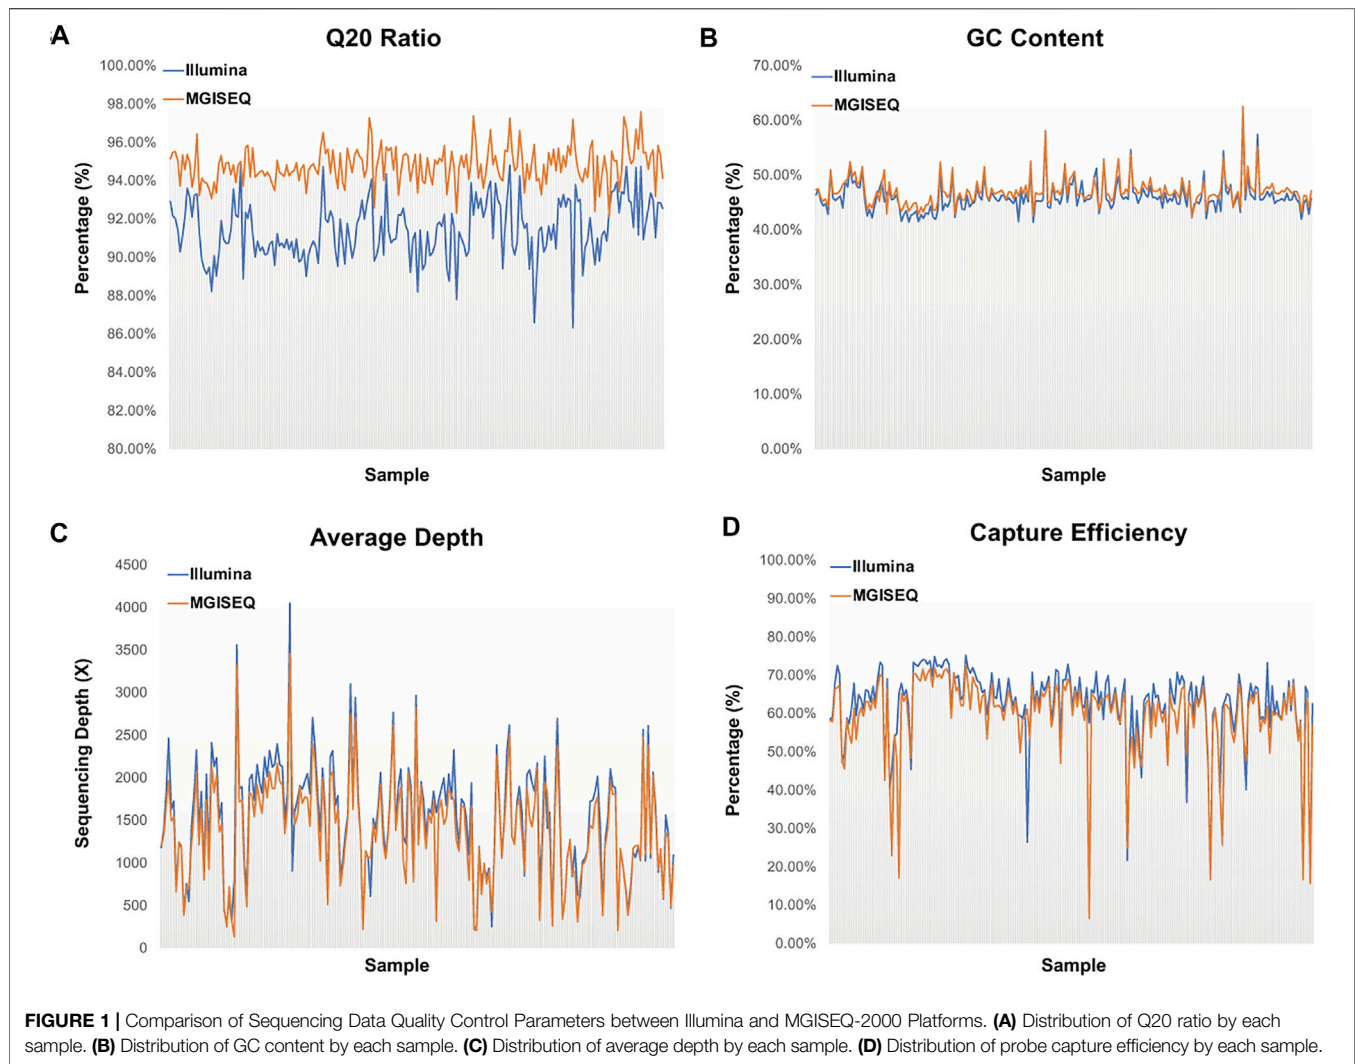 A
Q20 Ratio
100.00%
98.00%
96.00%
94.00%
92.00%
90.00%
88.00%
86.00%
84.00%
82.00%
80.00%
Percentage (%)
Illumina
MGISEQ
Sample
B
GC Content
70.00%
60.00%
50.00%
40.00%
30.00%
20.00%
10.00%
0.00%
Percentage (%)
Illumina
MGISEQ
Sample
C
Average Depth
4500
4000
3500
3000
2500
2000
1500
1000
500
0
Sequencing Depth (X)
Illumina
MGISEQ
Sample
D
Capture Efficiency
100.00%
90.00%
80.00%
70.00%
60.00%
50.00%
40.00%
30.00%
20.00%
10.00%
0.00%
Percentage (%)
Illumina
MGISEQ
Sample
FIGURE 1 | Comparison of Sequencing Data Quality Control Parameters between Illumina and MGISEQ-2000 Platforms. (A) Distribution of Q20 ratio by each
sample. (B) Distribution of GC content by each sample. (C) Distribution of average depth by each sample. (D) Distribution of probe capture efficiency by each sample.